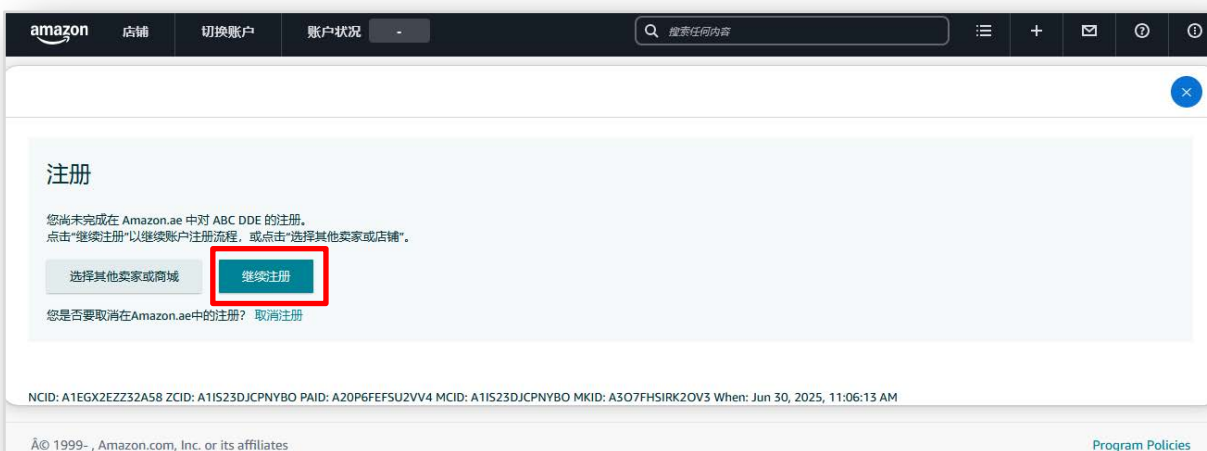 amazon 店铺 切换账户 账户状况 - 搜索任何内容
注册
您尚未完成在 Amazon.ae 中对 ABC DDE 的注册。
点击“继续注册”以继续账户注册流程，或点击“选择其他卖家或店铺”。
选择其他卖家或商城 继续注册
您是否要取消在Amazon.ae中的注册? 取消注册
NCID: A1EGX2EZZ32A58 ZCID: A1IS23DJCPNYBO PAID: A20P6FEFSU2VV4 MCID: A1IS23DJCPNYBO MKID: A3O7FHSIRK2OV3 When: Jun 30, 2025, 11:06:13 AM
Â© 1999- , Amazon.com, Inc. or its affiliates Program Policies